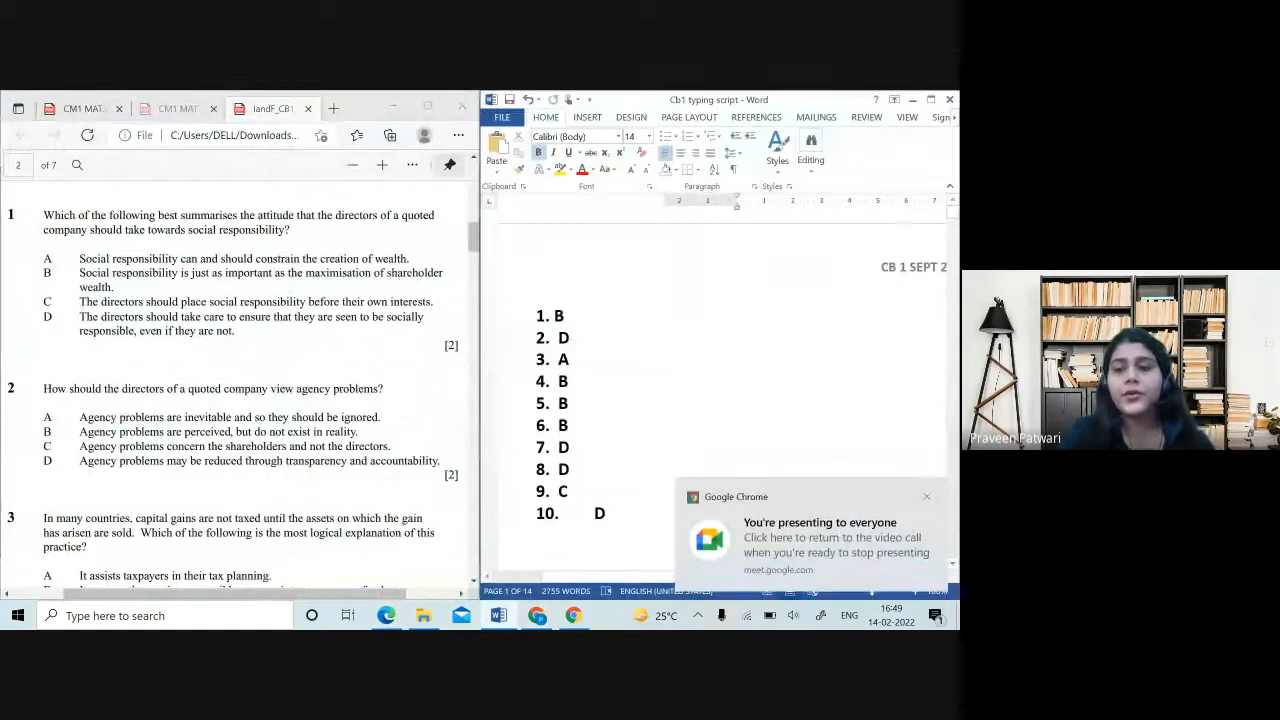 CM1 MAT
CM1 MAT
IandF_CB1
File
C:/Users/DELL/Downloads...
2
of 7
1
Which of the following best summarises the attitude that the directors of a quoted
company should take towards social responsibility?
A Social responsibility can and should constrain the creation of wealth.
B Social responsibility is just as important as the maximisation of shareholder
wealth.
C The directors should place social responsibility before their own interests.
D The directors should take care to ensure that they are seen to be socially
responsible, even if they are not.
[2]
2
How should the directors of a quoted company view agency problems?
A Agency problems are inevitable and so they should be ignored.
B Agency problems are perceived, but do not exist in reality.
C Agency problems concern the shareholders and not the directors.
D Agency problems may be reduced through transparency and accountability.
[2]
3
In many countries, capital gains are not taxed until the assets on which the gain
has arisen are sold. Which of the following is the most logical explanation of this
practice?
A It assists taxpayers in their tax planning.
Cb1 typing script - Word
FILE HOME INSERT DESIGN PAGE LAYOUT REFERENCES MAILINGS REVIEW VIEW Sign
Calibri (Body) 14
Paste
Styles
Editing
Clipboard Font Paragraph Styles
2 1 1 2 3 4 5 6 7
CB 1 SEPT 2
1. B
2. D
3. A
4. B
5. B
6. B
7. D
8. D
9. C
10. D
Google Chrome
You're presenting to everyone
Click here to return to the video call
when you're ready to stop presenting
meet.google.com
PAGE 1 OF 14 2755 WORDS
Praveen Patwari
Type here to search
25°C
ENG
16:49
14-02-2022